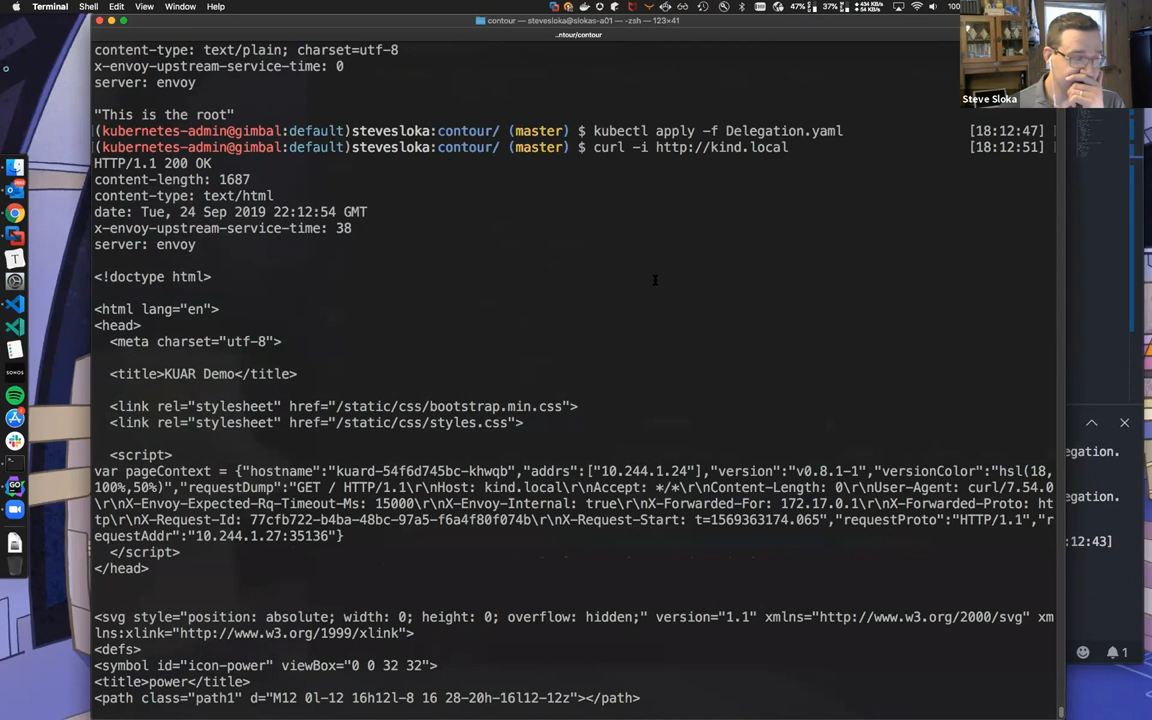 Terminal Shell Edit View Window Help
47% 37% 434 KB 54 KB 100
contour — stevesloka@slokas-a01 — -zsh — 123×41
..ntour/contour
content-type: text/plain; charset=utf-8
x-envoy-upstream-service-time: 0
server: envoy
"This is the root"
(kubernetes-admin@gimbal:default)stevesloka:contour/ (master) $ kubectl apply -f Delegation.yaml [18:12:47]
(kubernetes-admin@gimbal:default)stevesloka:contour/ (master) $ curl -i http://kind.local [18:12:51]
HTTP/1.1 200 OK
content-length: 1687
content-type: text/html
date: Tue, 24 Sep 2019 22:12:54 GMT
x-envoy-upstream-service-time: 38
server: envoy
<!doctype html>
<html lang="en">
<head>
<meta charset="utf-8">
<title>KUAR Demo</title>
<link rel="stylesheet" href="/static/css/bootstrap.min.css">
<link rel="stylesheet" href="/static/css/styles.css">
<script>
var pageContext = {"hostname":"kuard-54f6d745bc-khwqb","addrs":["10.244.1.24"],"version":"v0.8.1-1","versionColor":"hsl(18,
100%,50%)","requestDump":"GET / HTTP/1.1\r\nHost: kind.local\r\nAccept: */*\r\nContent-Length: 0\r\nUser-Agent: curl/7.54.0
\r\nX-Envoy-Expected-Rq-Timeout-Ms: 15000\r\nX-Envoy-Internal: true\r\nX-Forwarded-For: 172.17.0.1\r\nX-Forwarded-Proto: ht
tp\r\nX-Request-Id: 77cfb722-b4ba-48bc-97a5-f6a4f80f074b\r\nX-Request-Start: t=1569363174.065","requestProto":"HTTP/1.1","r
equestAddr":"10.244.1.27:35136"}
</script>
</head>
<svg style="position: absolute; width: 0; height: 0; overflow: hidden;" version="1.1" xmlns="http://www.w3.org/2000/svg" xm
lns:xlink="http://www.w3.org/1999/xlink">
<defs>
<symbol id="icon-power" viewBox="0 0 32 32">
<title>power</title>
<path class="path1" d="M12 0l-12 16h12l-8 16 28-20h-16l12-12z"></path>
Steve Sloka
egation.
egation.
:12:43]
1
SONOS